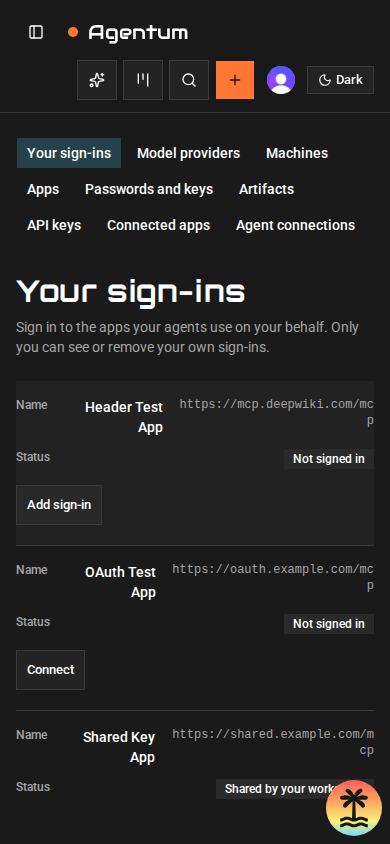 Agentum
Dark
Your sign-ins Model providers Machines
Apps Passwords and keys Artifacts
API keys Connected apps Agent connections
Your sign-ins
Sign in to the apps your agents use on your behalf. Only
you can see or remove your own sign-ins.
Name Header Test https://mcp.deepwiki.com/mc
App p
Status Not signed in
Add sign-in
Name OAuth Test https://oauth.example.com/mc
App p
Status Not signed in
Connect
Name Shared Key https://shared.example.com/m
App cp
Status Shared by your